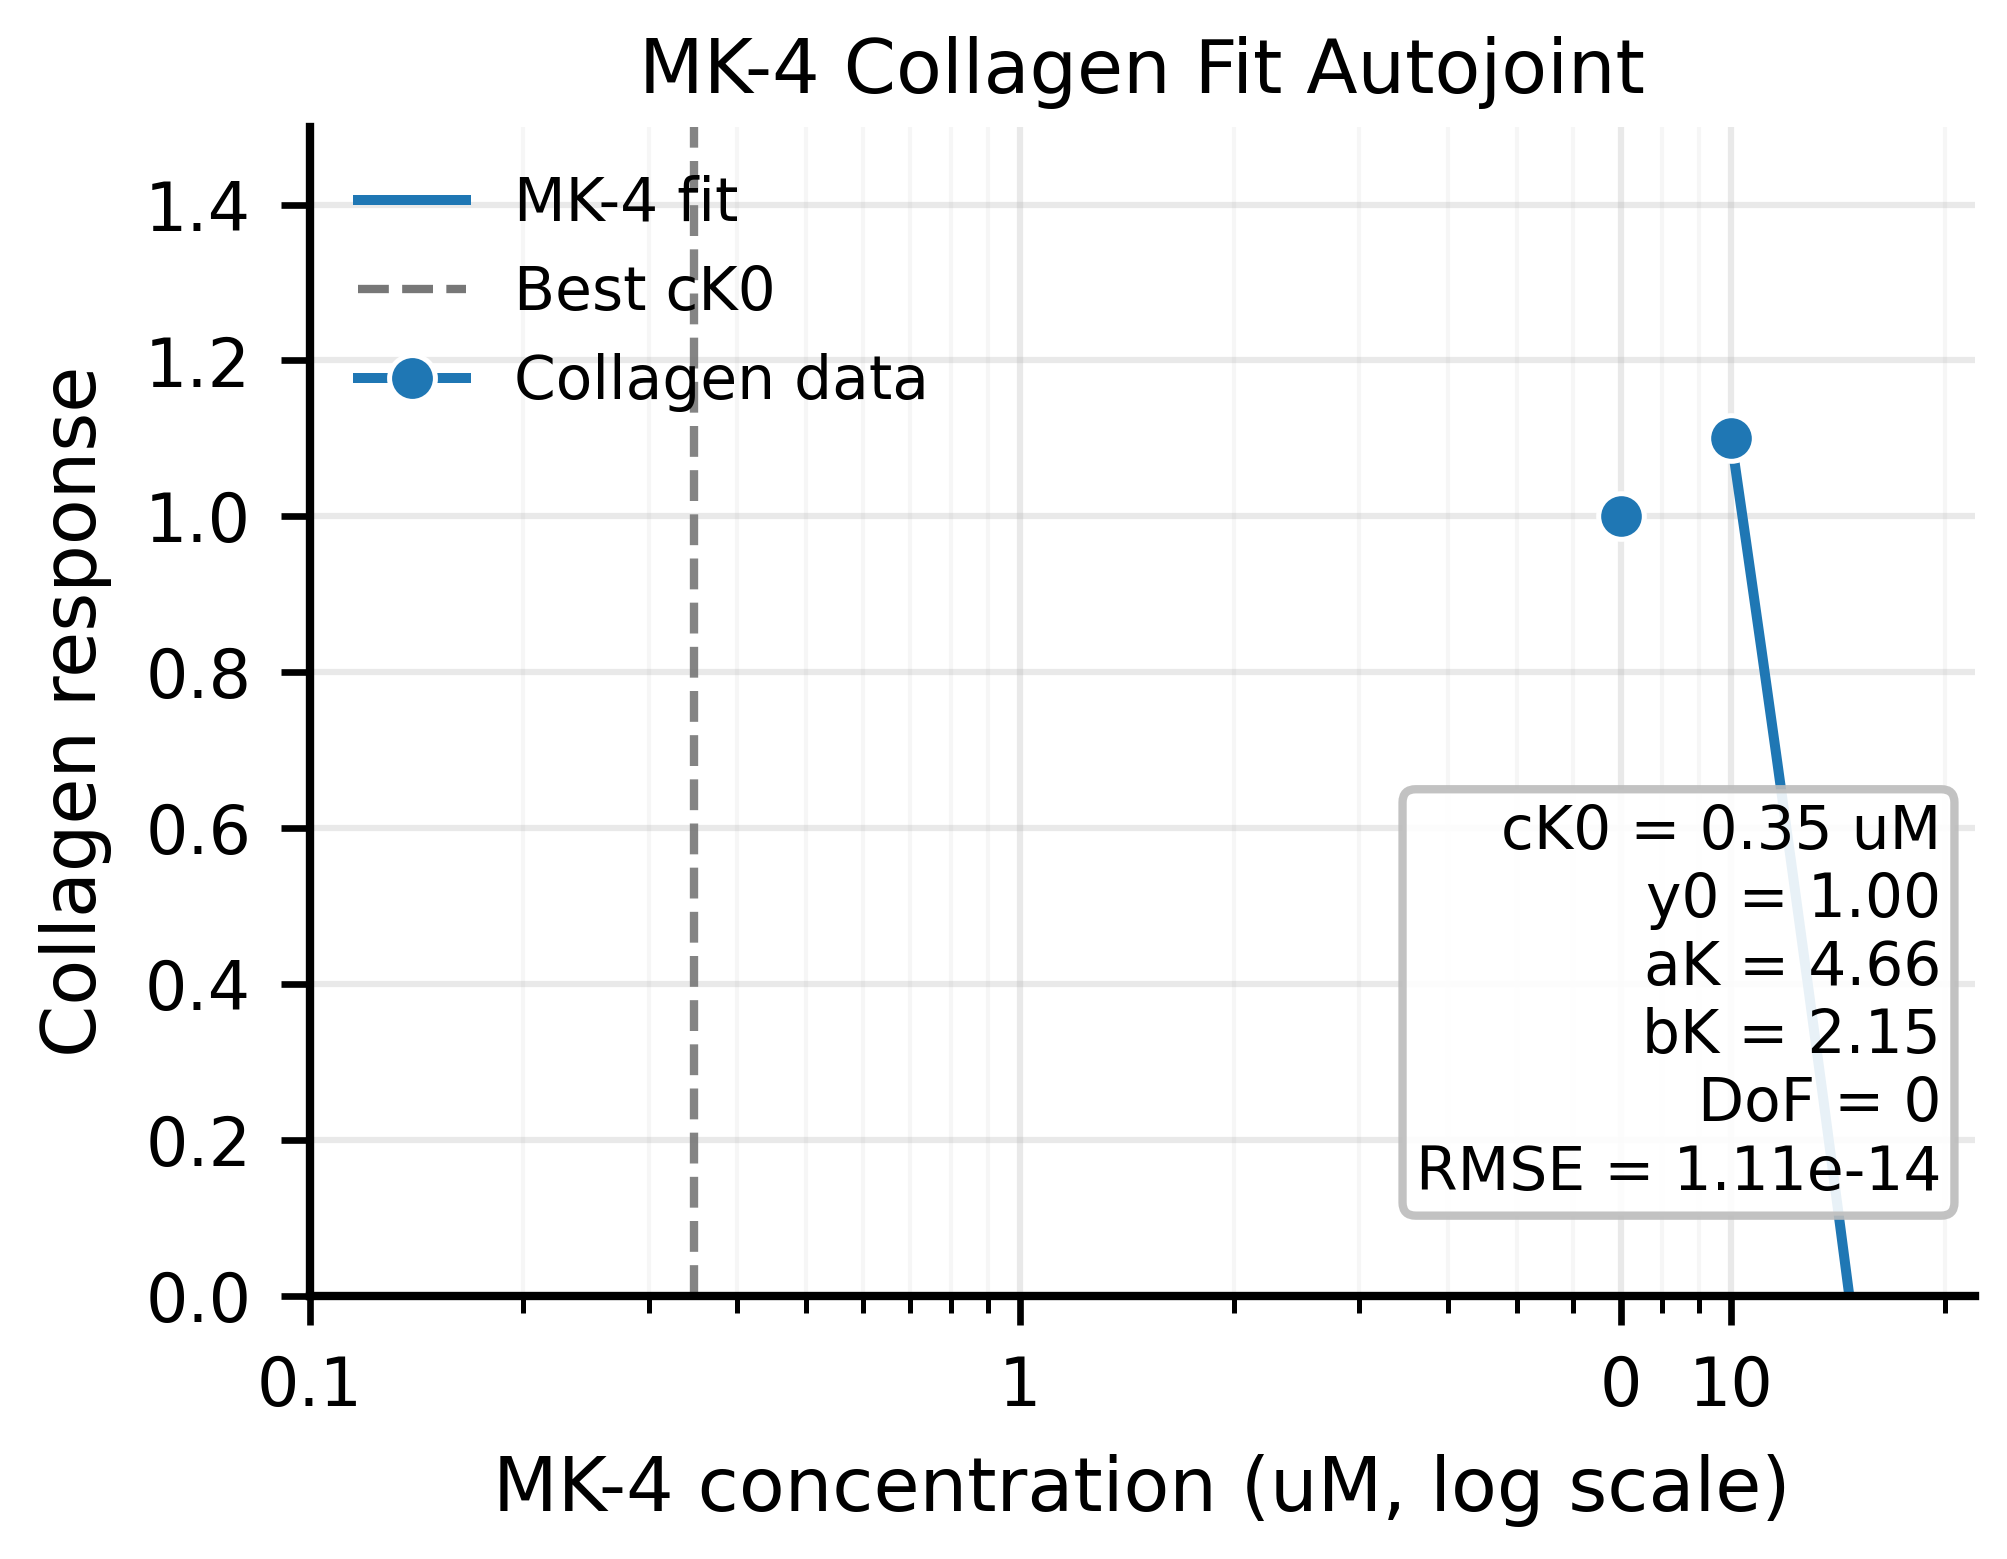 MK-4 Collagen Fit Autojoint
MK-4 fit
Best cK0
Collagen data
1.4
1.2
1.0
0.8
0.6
0.4
0.2
0.0
Collagen response
cK0 = 0.35 uM
y0 = 1.00
aK = 4.66
bK = 2.15
DoF = 0
RMSE = 1.11e-14
0.1 1 0 10
MK-4 concentration (uM, log scale)